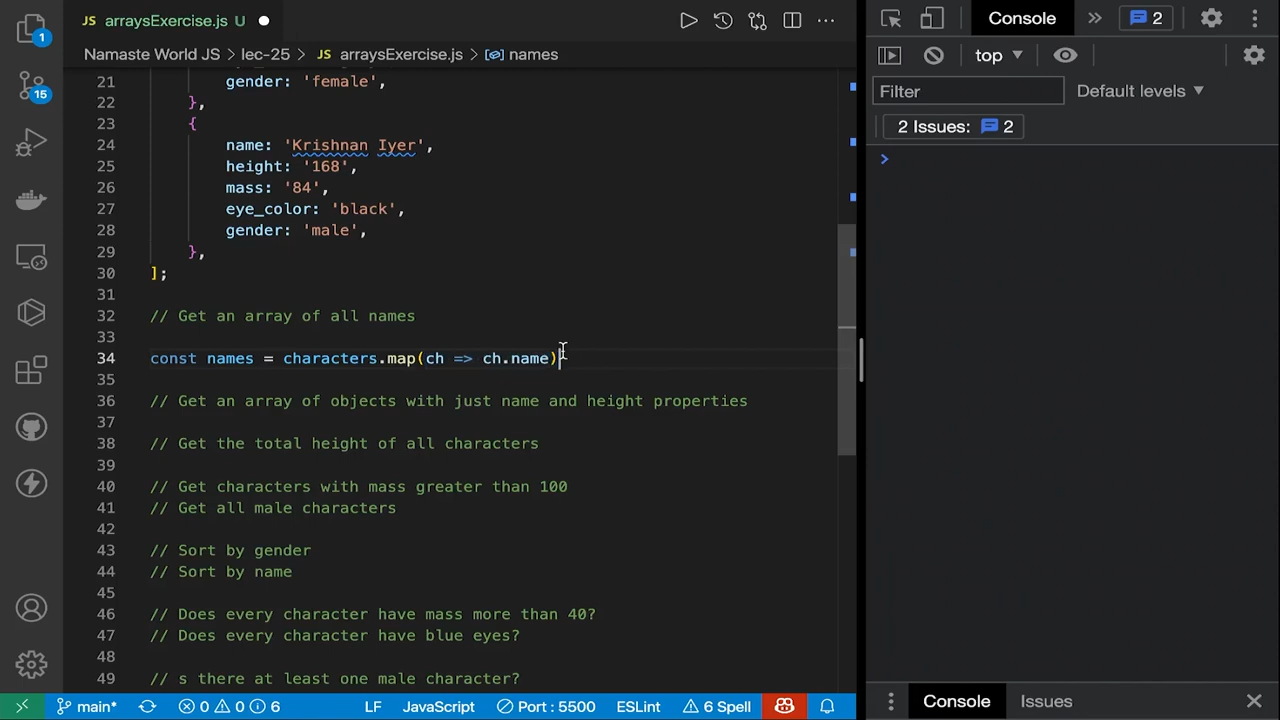 JS arraysExercise.js U
Namaste World JS > lec-25 > JS arraysExercise.js > names
21 gender: 'female',
22 },
23 {
24 name: 'Krishnan Iyer',
25 height: '168',
26 mass: '84',
27 eye_color: 'black',
28 gender: 'male',
29 },
30 ];
31
32 // Get an array of all names
33
34 const names = characters.map(ch => ch.name)
35
36 // Get an array of objects with just name and height properties
37
38 // Get the total height of all characters
39
40 // Get characters with mass greater than 100
41 // Get all male characters
42
43 // Sort by gender
44 // Sort by name
45
46 // Does every character have mass more than 40?
47 // Does every character have blue eyes?
48
49 // s there at least one male character?
1
15
main* 0 0 6 LF JavaScript Port : 5500 ESLint 6 Spell
Console » 2
top
Filter Default levels
2 Issues: 2
>
Console Issues